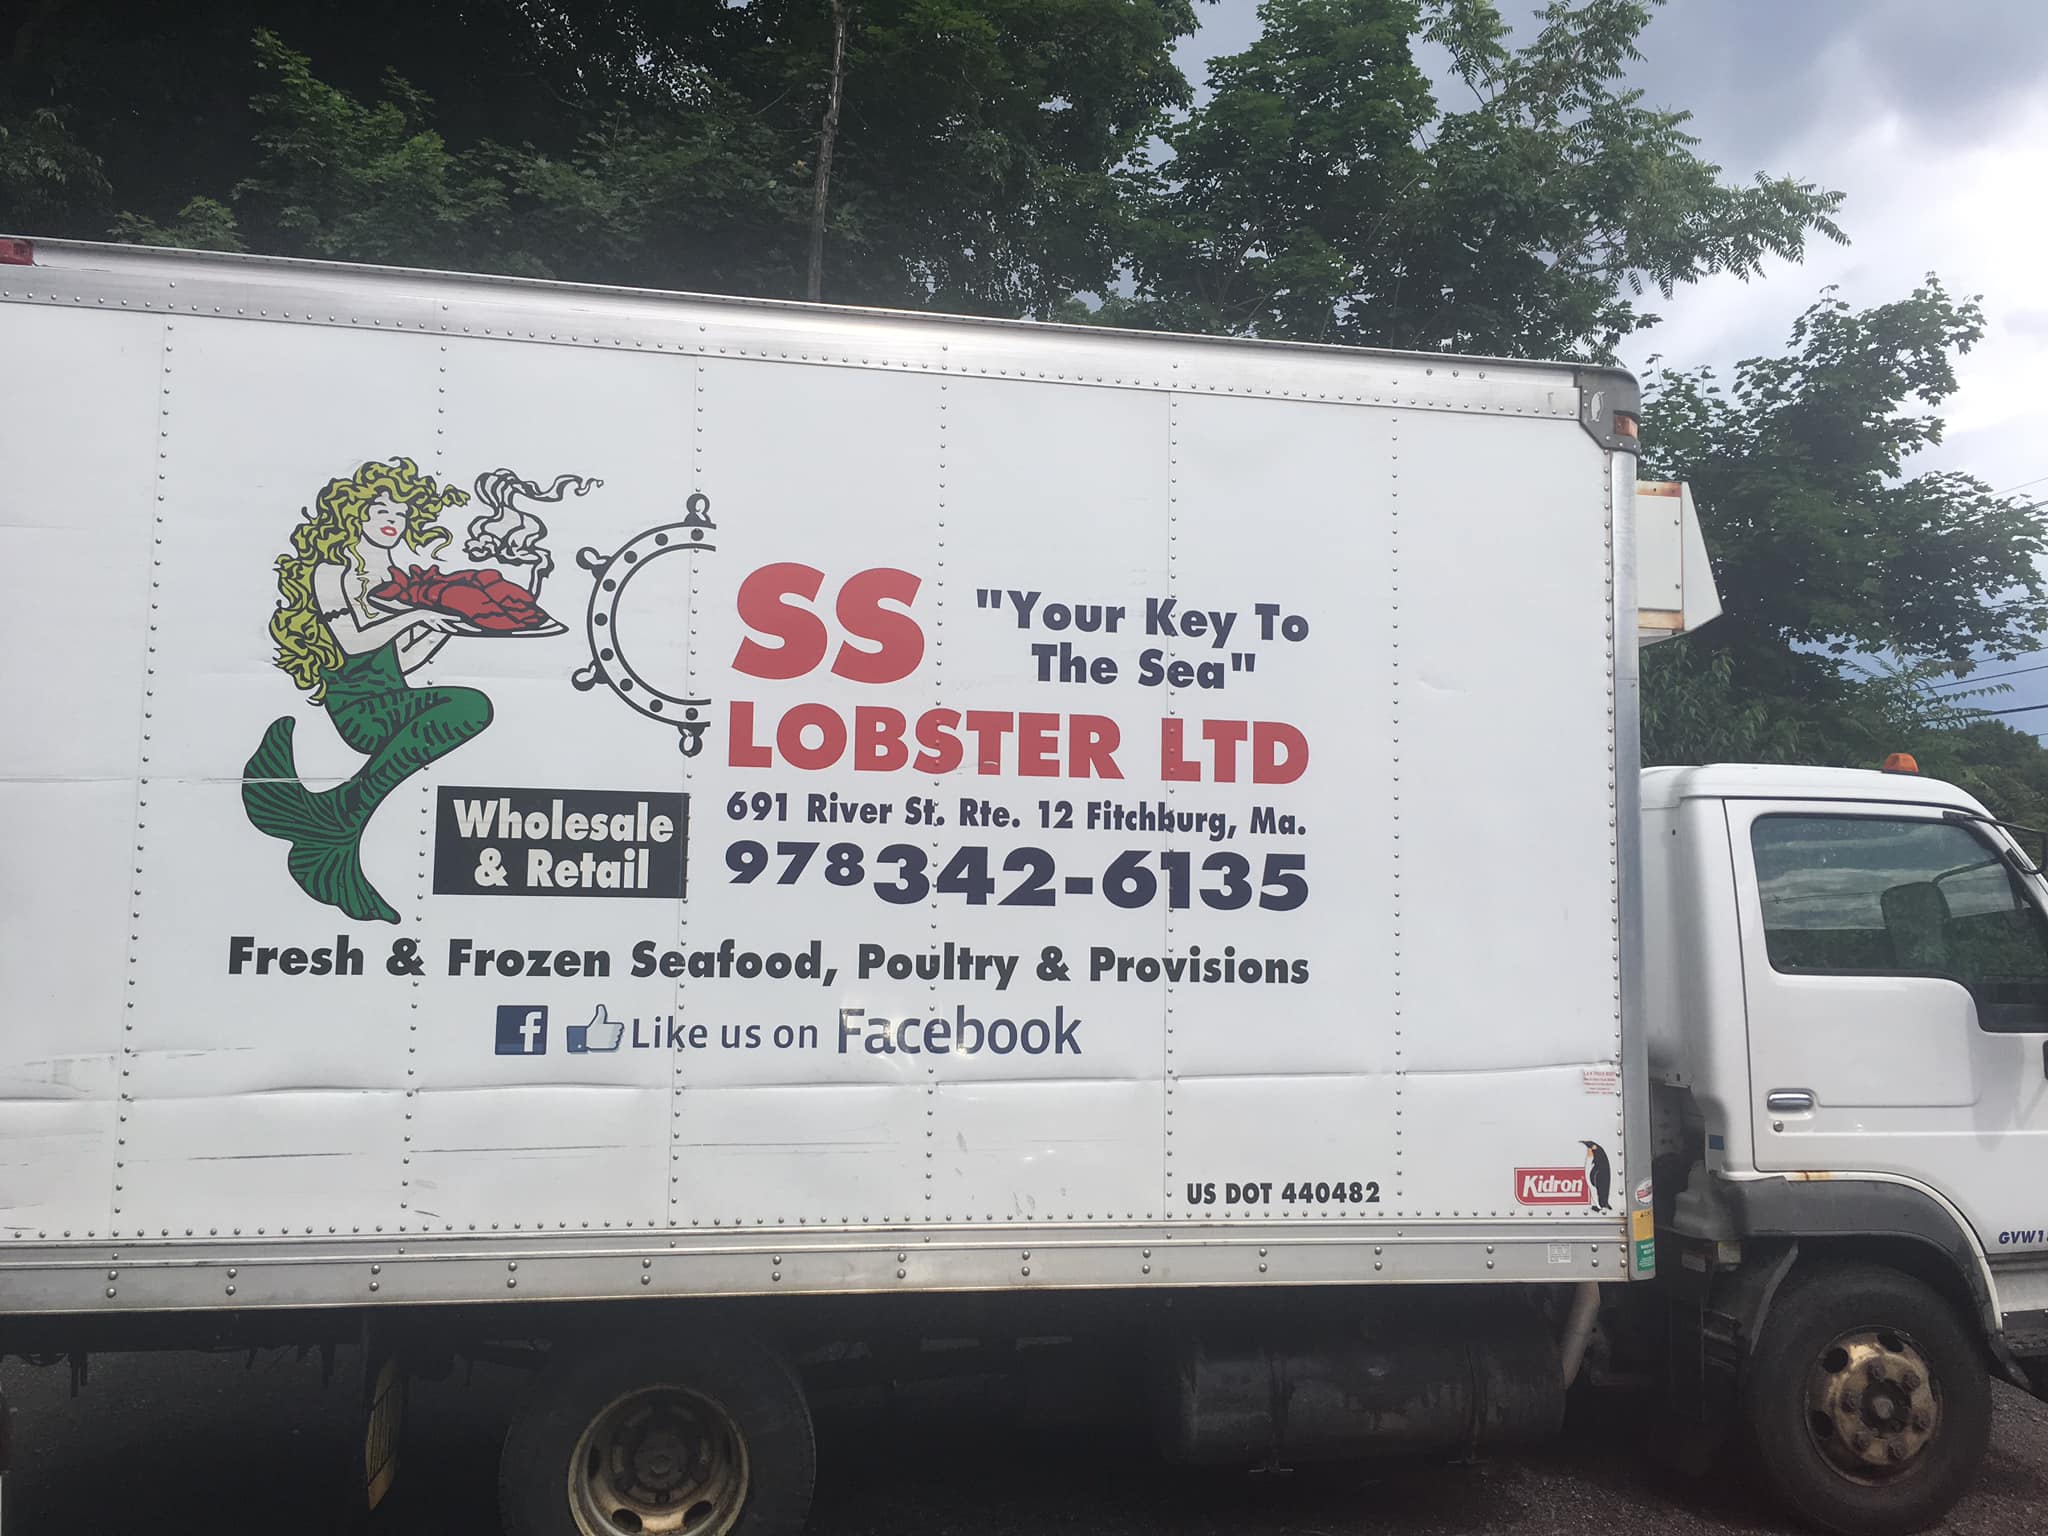 SS
"Your Key To
The Sea"
LOBSTER LTD
Wholesale
& Retail
691 River St. Rte. 12 Fitchburg, Ma.
978 342-6135
Fresh & Frozen Seafood, Poultry & Provisions
f Like us on Facebook
US DOT 440482
Kidron